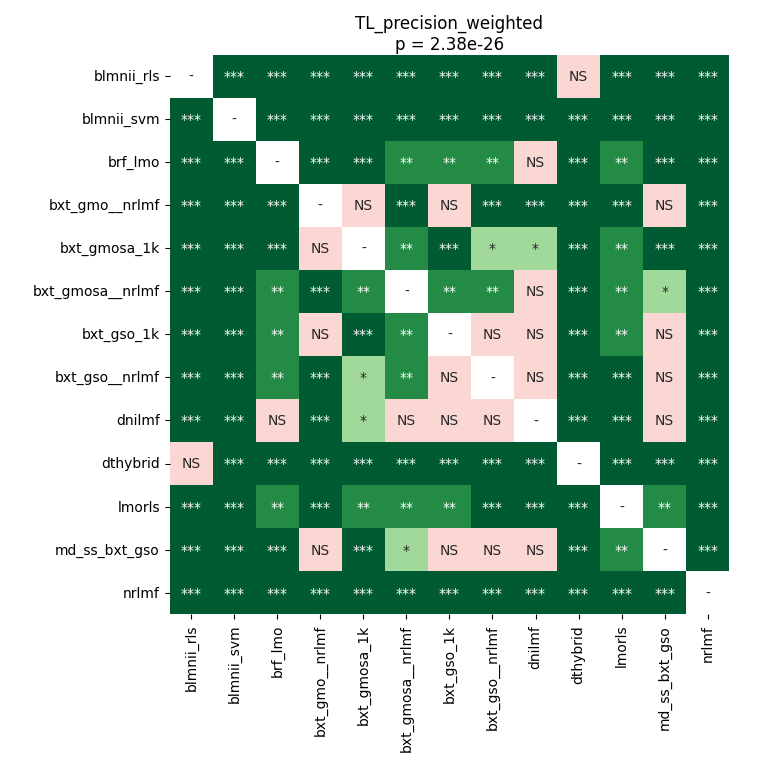 TL_precision_weighted
p = 2.38e-26
blmnii_rls - *** *** *** *** *** *** *** *** NS *** *** ***
blmnii_svm *** - *** *** *** *** *** *** *** *** *** *** ***
brf_lmo *** *** - *** *** ** ** ** NS *** ** *** ***
bxt_gmo__nrlmf *** *** *** - NS *** NS *** *** *** *** NS ***
bxt_gmosa_1k *** *** *** NS - ** *** * * *** ** *** ***
bxt_gmosa__nrlmf *** *** ** *** ** - ** ** NS *** ** * ***
bxt_gso_1k *** *** ** NS *** ** - NS NS *** ** NS ***
bxt_gso__nrlmf *** *** ** *** * ** NS - NS *** *** NS ***
dnilmf *** *** NS *** * NS NS NS - *** *** NS ***
dthybrid NS *** *** *** *** *** *** *** *** - *** *** ***
lmorls *** *** ** *** ** ** ** *** *** *** - ** ***
md_ss_bxt_gso *** *** *** NS *** * NS NS NS *** ** - ***
nrlmf *** *** *** *** *** *** *** *** *** *** *** *** -
blmnii_rls
blmnii_svm
brf_lmo
bxt_gmo__nrlmf
bxt_gmosa_1k
bxt_gmosa__nrlmf
bxt_gso_1k
bxt_gso__nrlmf
dnilmf
dthybrid
lmorls
md_ss_bxt_gso
nrlmf